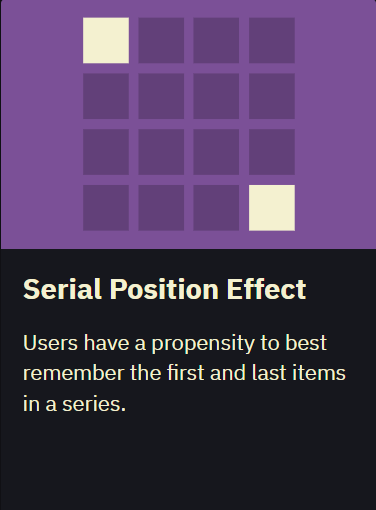 Serial Position Effect
Users have a propensity to best
remember the first and last items
in a series.